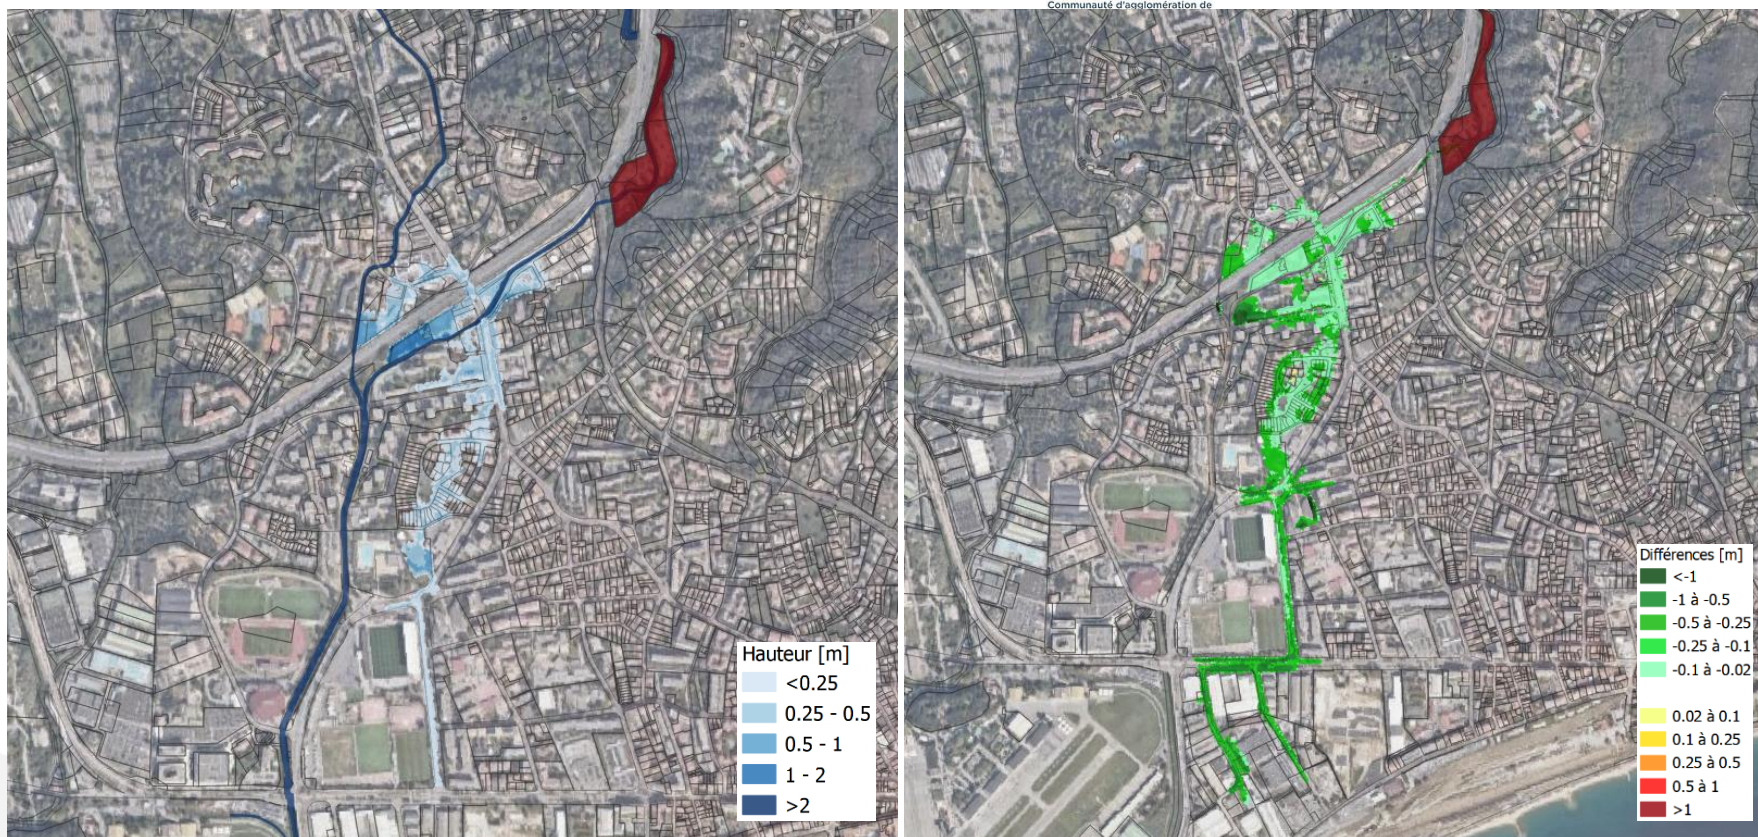 Communauté d'agglomération de
Hauteur [m]
<0.25
0.25 - 0.5
0.5 - 1
1 - 2
>2
Différences [m]
<-1
-1 à -0.5
-0.5 à -0.25
-0.25 à -0.1
-0.1 à -0.02
0.02 à 0.1
0.1 à 0.25
0.25 à 0.5
0.5 à 1
>1